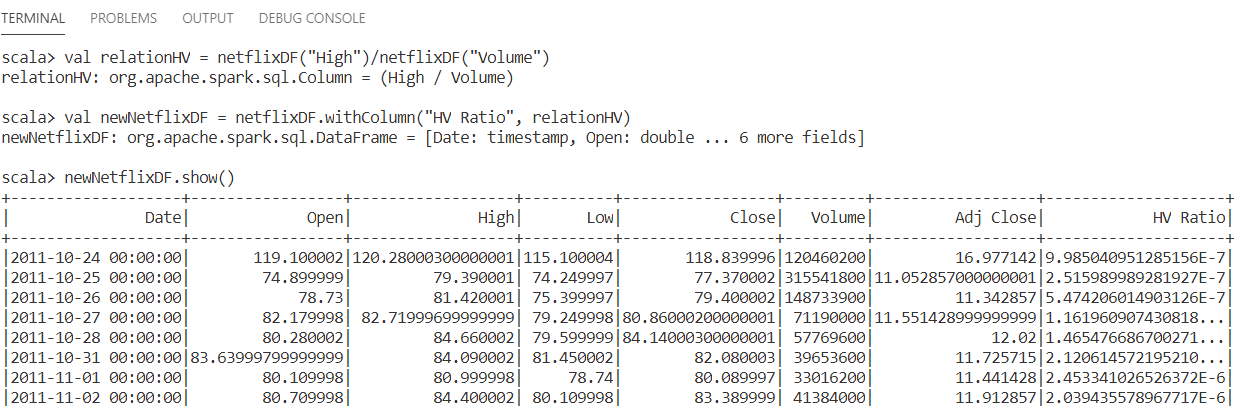 TERMINAL PROBLEMS OUTPUT DEBUG CONSOLE
scala> val relationHV = netflixDF("High")/netflixDF("Volume")
relationHV: org.apache.spark.sql.Column = (High / Volume)
scala> val newNetflixDF = netflixDF.withColumn("HV Ratio", relationHV)
newNetflixDF: org.apache.spark.sql.DataFrame = [Date: timestamp, Open: double ... 6 more fields]
scala> newNetflixDF.show()
+-------------------+-----------------+------------------+----------+-----------------+---------+------------------+--------------------+
|               Date|             Open|              High|       Low|            Close|   Volume|         Adj Close|            HV Ratio|
+-------------------+-----------------+------------------+----------+-----------------+---------+------------------+--------------------+
|2011-10-24 00:00:00|       119.100002|120.28000300000001|115.100004|       118.839996|120460200|         16.977142|9.985040951285156E-7|
|2011-10-25 00:00:00|        74.899999|         79.390001| 74.249997|        77.370002|315541800|11.052857000000001|2.515989989281927E-7|
|2011-10-26 00:00:00|            78.73|         81.420001| 75.399997|        79.400002|148733900|         11.342857|5.474206014903126E-7|
|2011-10-27 00:00:00|        82.179998| 82.71999699999999| 79.249998|80.86000200000001| 71190000|11.551428999999999|1.161960907430818...|
|2011-10-28 00:00:00|        80.280002|         84.660002| 79.599999|84.14000300000001| 57769600|             12.02|1.465476686700271...|
|2011-10-31 00:00:00|83.63999799999999|         84.090002| 81.450002|        82.080003| 39653600|         11.725715|2.120614572195210...|
|2011-11-01 00:00:00|        80.109998|         80.999998|     78.74|        80.089997| 33016200|         11.441428|2.453341026526372E-6|
|2011-11-02 00:00:00|        80.709998|         84.400002| 80.109998|        83.389999| 41384000|         11.912857|2.039435578967717E-6|